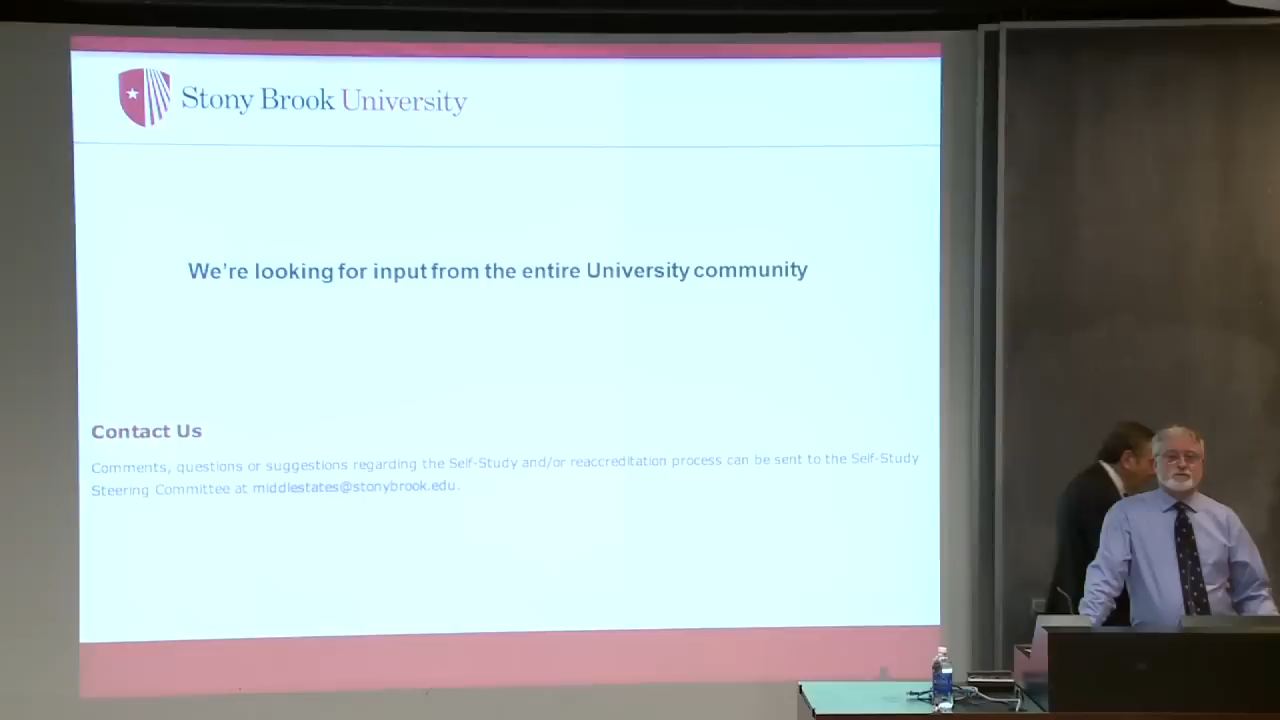 Stony Brook University
We're looking for input from the entire University community
Contact Us
Comments, questions or suggestions regarding the Self-Study and/or reaccreditation process can be sent to the Self-Study
Steering Committee at middlestates@stonybrook.edu.